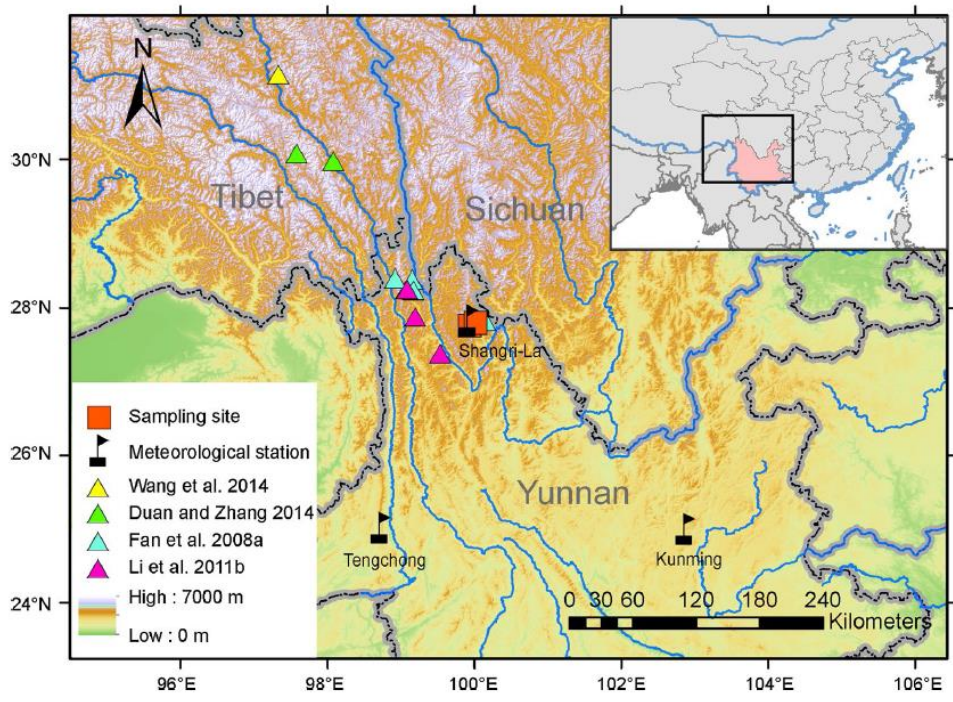 N
30°N
28°N
26°N
24°N
Tibet
Sichuan
Shangri-La
Yunnan
Tengchong
Kunming
Sampling site
Meteorological station
Wang et al. 2014
Duan and Zhang 2014
Fan et al. 2008a
Li et al. 2011b
High : 7000 m
Low : 0 m
0 30 60 120 180 240
Kilometers
96°E 98°E 100°E 102°E 104°E 106°E